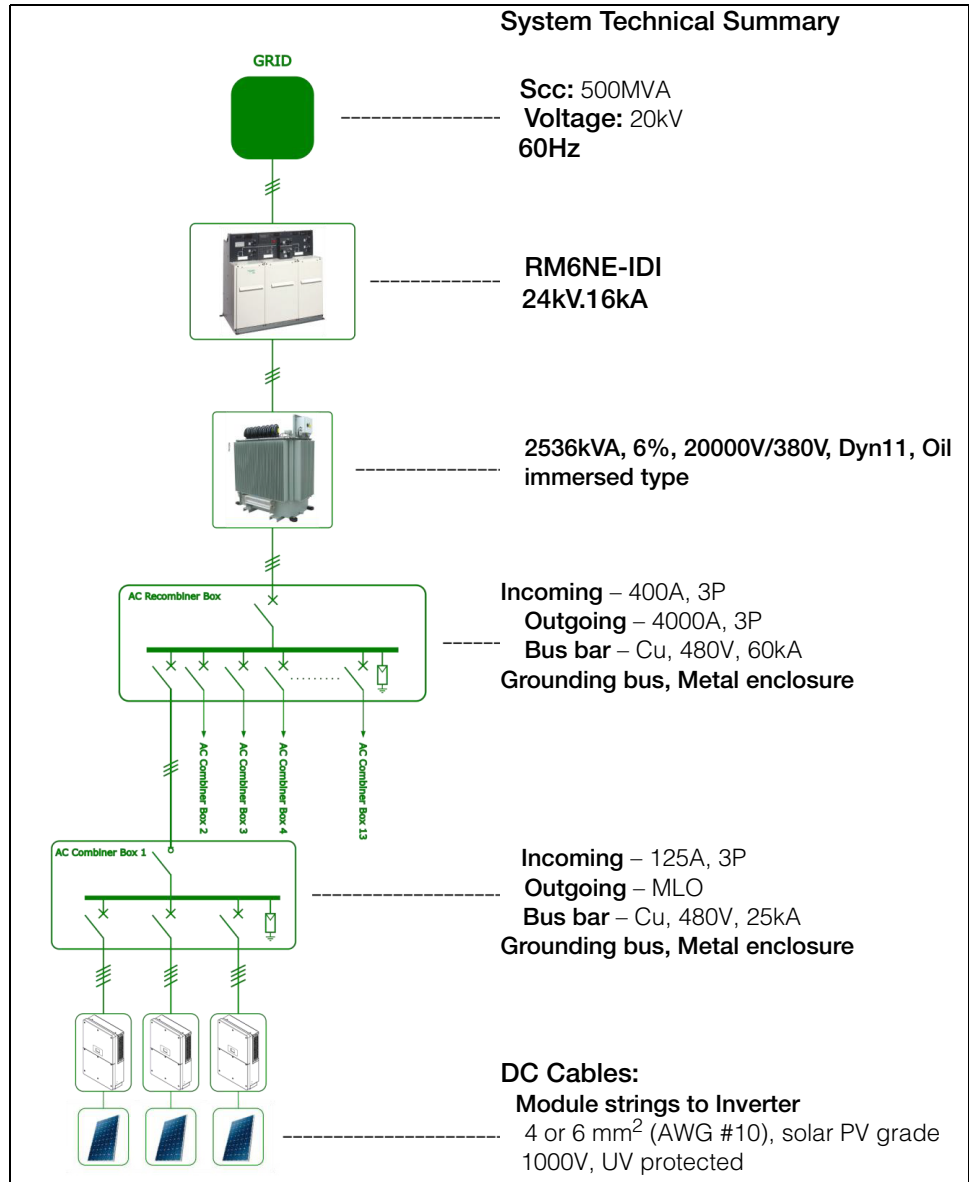 System Technical Summary
GRID
Scc: 500MVA
Voltage: 20kV
60Hz
RM6NE-IDI
24kV.16kA
2536kVA, 6%, 20000V/380V, Dyn11, Oil
immersed type
AC Recombiner Box
Incoming – 400A, 3P
Outgoing – 4000A, 3P
Bus bar – Cu, 480V, 60kA
Grounding bus, Metal enclosure
AC Combiner Box 2
AC Combiner Box 3
AC Combiner Box 4
AC Combiner Box 13
AC Combiner Box 1
Incoming – 125A, 3P
Outgoing – MLO
Bus bar – Cu, 480V, 25kA
Grounding bus, Metal enclosure
DC Cables:
Module strings to Inverter
4 or 6 mm² (AWG #10), solar PV grade
1000V, UV protected